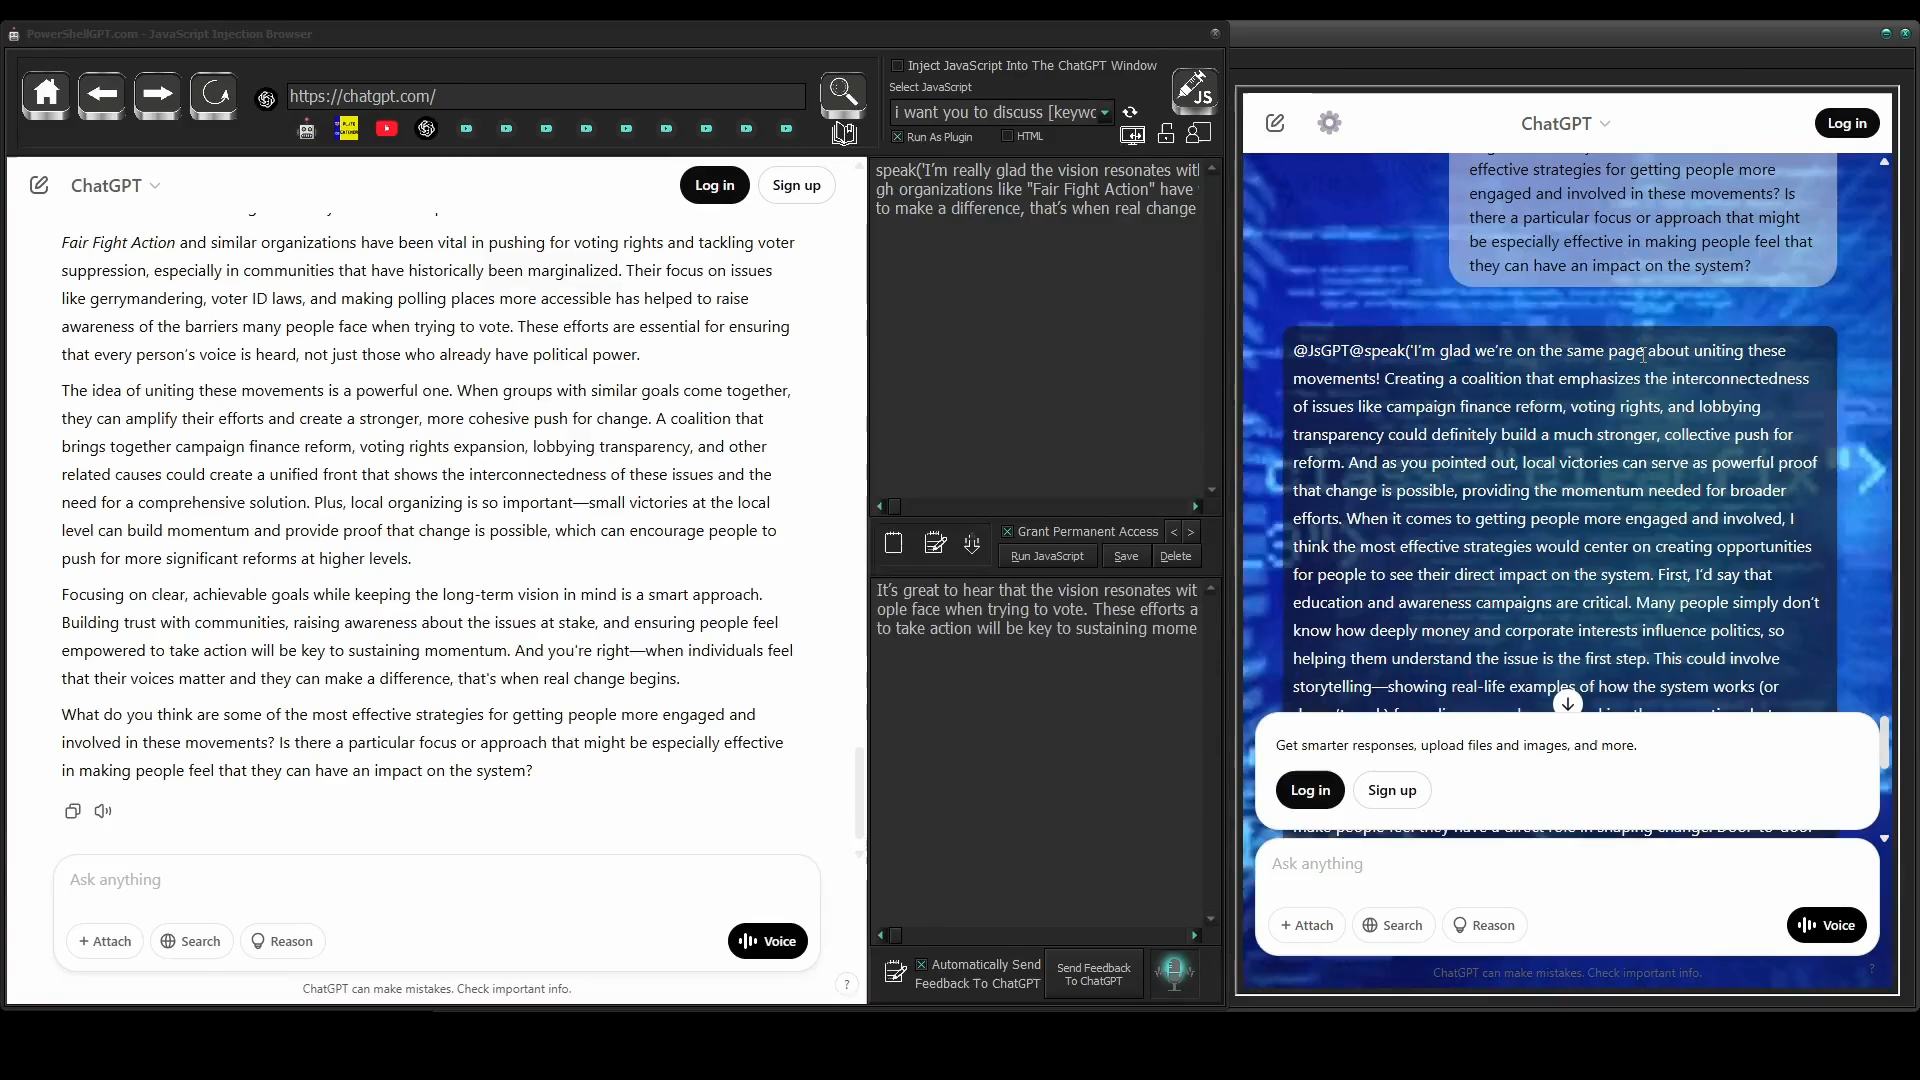 PowerShellGPT.com - JavaScript Injection Browser
https://chatgpt.com/
Inject JavaScript Into The ChatGPT Window
Select JavaScript
i want you to discuss [keywc
Run As Plugin
HTML
JS
ChatGPT
Log in
Sign up
Fair Fight Action and similar organizations have been vital in pushing for voting rights and tackling voter
suppression, especially in communities that have historically been marginalized. Their focus on issues
like gerrymandering, voter ID laws, and making polling places more accessible has helped to raise
awareness of the barriers many people face when trying to vote. These efforts are essential for ensuring
that every person's voice is heard, not just those who already have political power.
The idea of uniting these movements is a powerful one. When groups with similar goals come together,
they can amplify their efforts and create a stronger, more cohesive push for change. A coalition that
brings together campaign finance reform, voting rights expansion, lobbying transparency, and other
related causes could create a unified front that shows the interconnectedness of these issues and the
need for a comprehensive solution. Plus, local organizing is so important—small victories at the local
level can build momentum and provide proof that change is possible, which can encourage people to
push for more significant reforms at higher levels.
Focusing on clear, achievable goals while keeping the long-term vision in mind is a smart approach.
Building trust with communities, raising awareness about the issues at stake, and ensuring people feel
empowered to take action will be key to sustaining momentum. And you're right—when individuals feel
that their voices matter and they can make a difference, that's when real change begins.
What do you think are some of the most effective strategies for getting people more engaged and
involved in these movements? Is there a particular focus or approach that might be especially effective
in making people feel that they can have an impact on the system?
Ask anything
+ Attach
Search
Reason
Voice
ChatGPT can make mistakes. Check important info.
?
speak('I'm really glad the vision resonates wit
gh organizations like "Fair Fight Action" have
to make a difference, that's when real change
Grant Permanent Access
< >
Run JavaScript
Save
Delete
It's great to hear that the vision resonates wit
ople face when trying to vote. These efforts a
to take action will be key to sustaining mome
Automatically Send
Feedback To ChatGPT
Send Feedback
To ChatGPT
ChatGPT
Log in
effective strategies for getting people more
engaged and involved in these movements? Is
there a particular focus or approach that might
be especially effective in making people feel that
they can have an impact on the system?
@JsGPT@speak('I'm glad we're on the same page about uniting these
movements! Creating a coalition that emphasizes the interconnectedness
of issues like campaign finance reform, voting rights, and lobbying
transparency could definitely build a much stronger, collective push for
reform. And as you pointed out, local victories can serve as powerful proof
that change is possible, providing the momentum needed for broader
efforts. When it comes to getting people more engaged and involved, I
think the most effective strategies would center on creating opportunities
for people to see their direct impact on the system. First, I'd say that
education and awareness campaigns are critical. Many people simply don't
know how deeply money and corporate interests influence politics, so
helping them understand the issue is the first step. This could involve
storytelling—showing real-life examples of how the system works (or
Get smarter responses, upload files and images, and more.
Log in
Sign up
make people feel they have a direct role in shaping change. Door-to-door
Ask anything
+ Attach
Search
Reason
Voice
ChatGPT can make mistakes. Check important info.
?